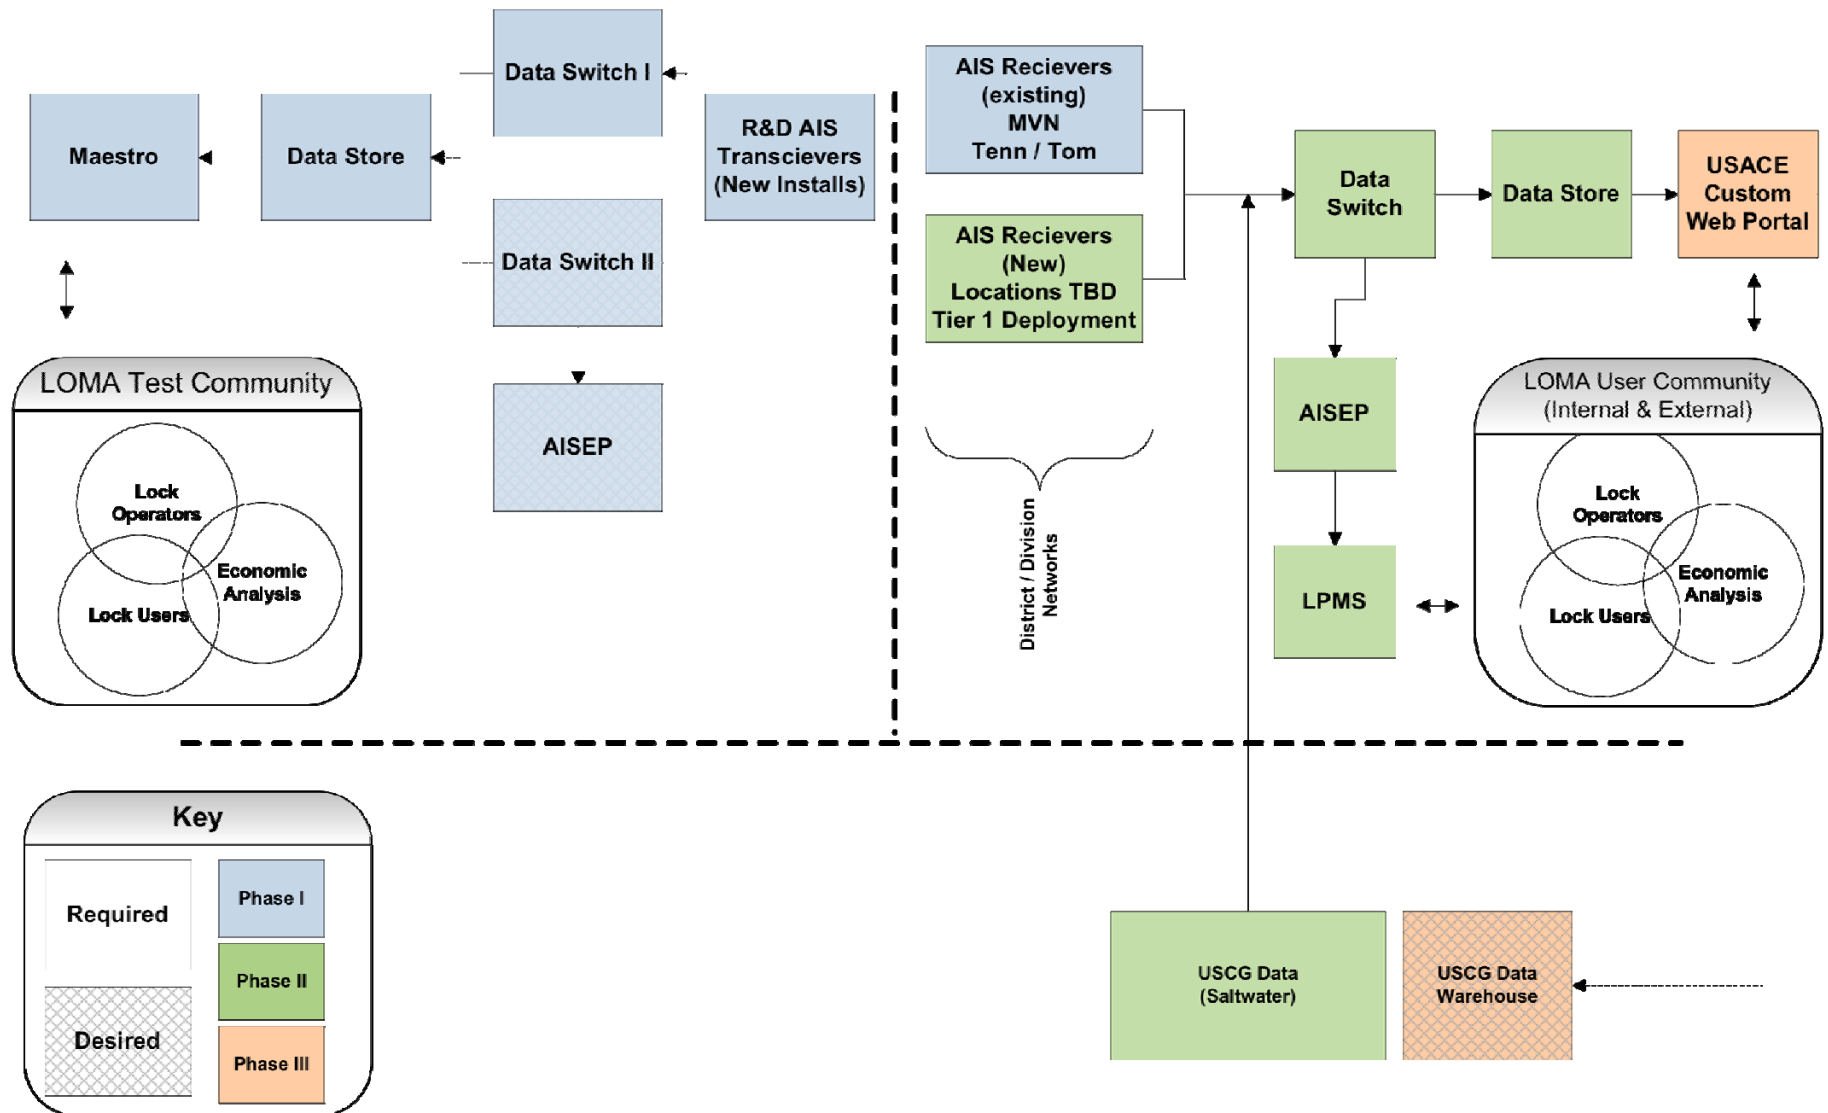 Data Switch I
Maestro
Data Store
R&D AIS
Transcievers
(New Installs)
Data Switch II
AISEP
LOMA Test Community
Lock
Operators
Economic
Analysis
Lock Users
AIS Recievers
(existing)
MVN
Tenn / Tom
AIS Recievers
(New)
Locations TBD
Tier 1 Deployment
District / Division
Networks
Data
Switch
Data Store
USACE
Custom
Web Portal
AISEP
LPMS
LOMA User Community
(Internal & External)
Lock
Operators
Economic
Analysis
Lock Users
Key
Required
Desired
Phase I
Phase II
Phase III
USCG Data
(Saltwater)
USCG Data
Warehouse